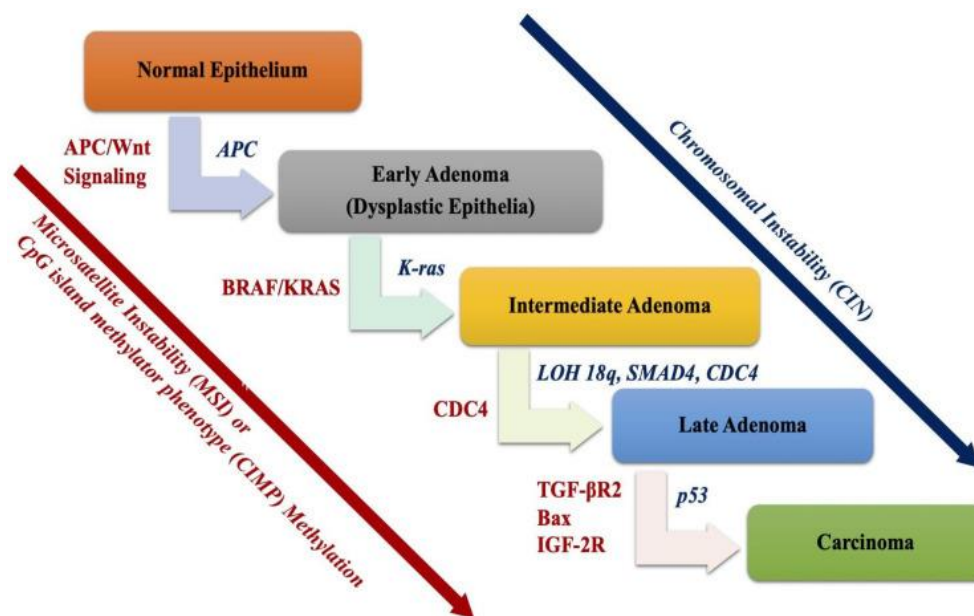 Normal Epithelium
APC/Wnt
Signaling
APC
Early Adenoma
(Dysplastic Epithelia)
BRAF/KRAS
K-ras
Intermediate Adenoma
CDC4
LOH 18q, SMAD4, CDC4
Late Adenoma
TGF-βR2
Bax
IGF-2R
p53
Carcinoma
Chromosomal Instability (CIN)
Microsatellite Instability (MSI) or
CpG island methylator phenotype (CIMP) Methylation